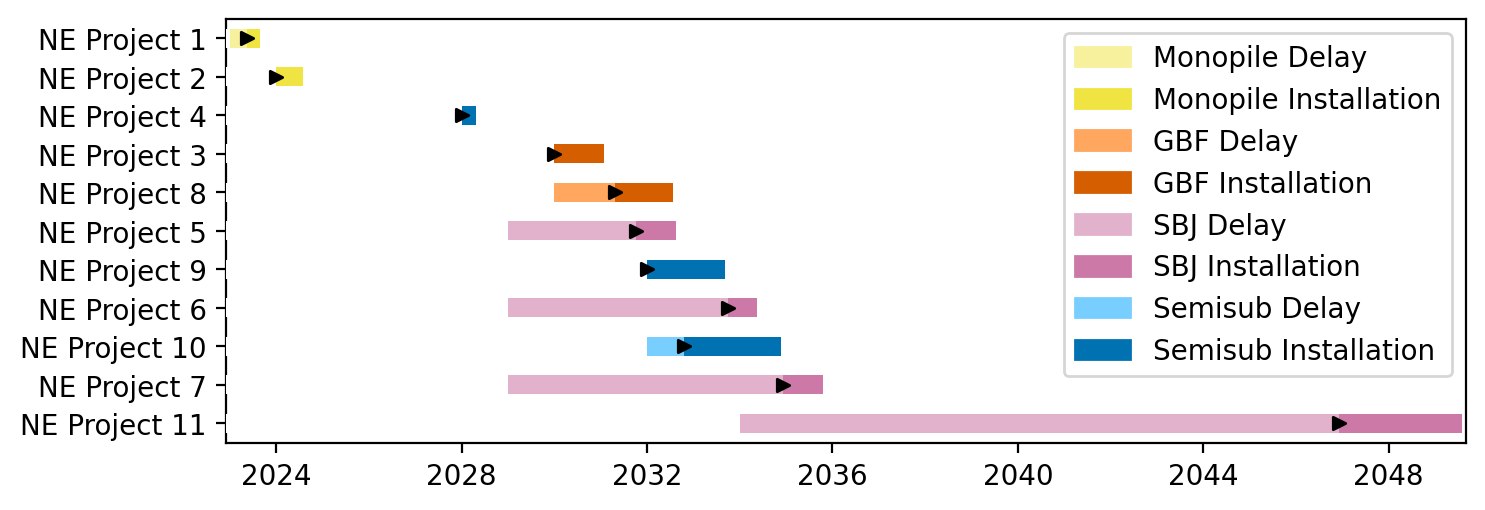 NE Project 1
NE Project 2
NE Project 4
NE Project 3
NE Project 8
NE Project 5
NE Project 9
NE Project 6
NE Project 10
NE Project 7
NE Project 11
Monopile Delay
Monopile Installation
GBF Delay
GBF Installation
SBJ Delay
SBJ Installation
Semisub Delay
Semisub Installation
2024 2028 2032 2036 2040 2044 2048